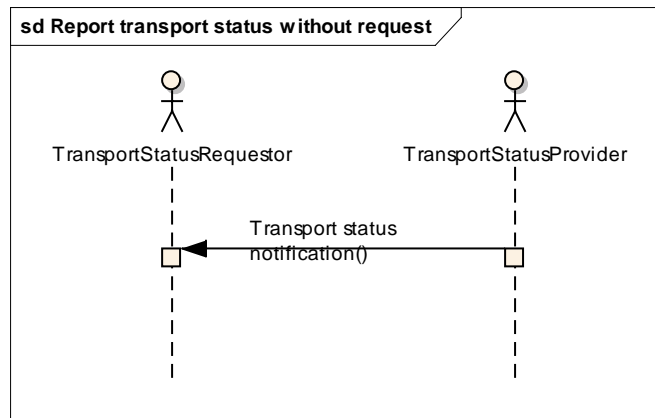 sd Report transport status without request
TransportStatusRequestor
TransportStatusProvider
Transport status
notification()